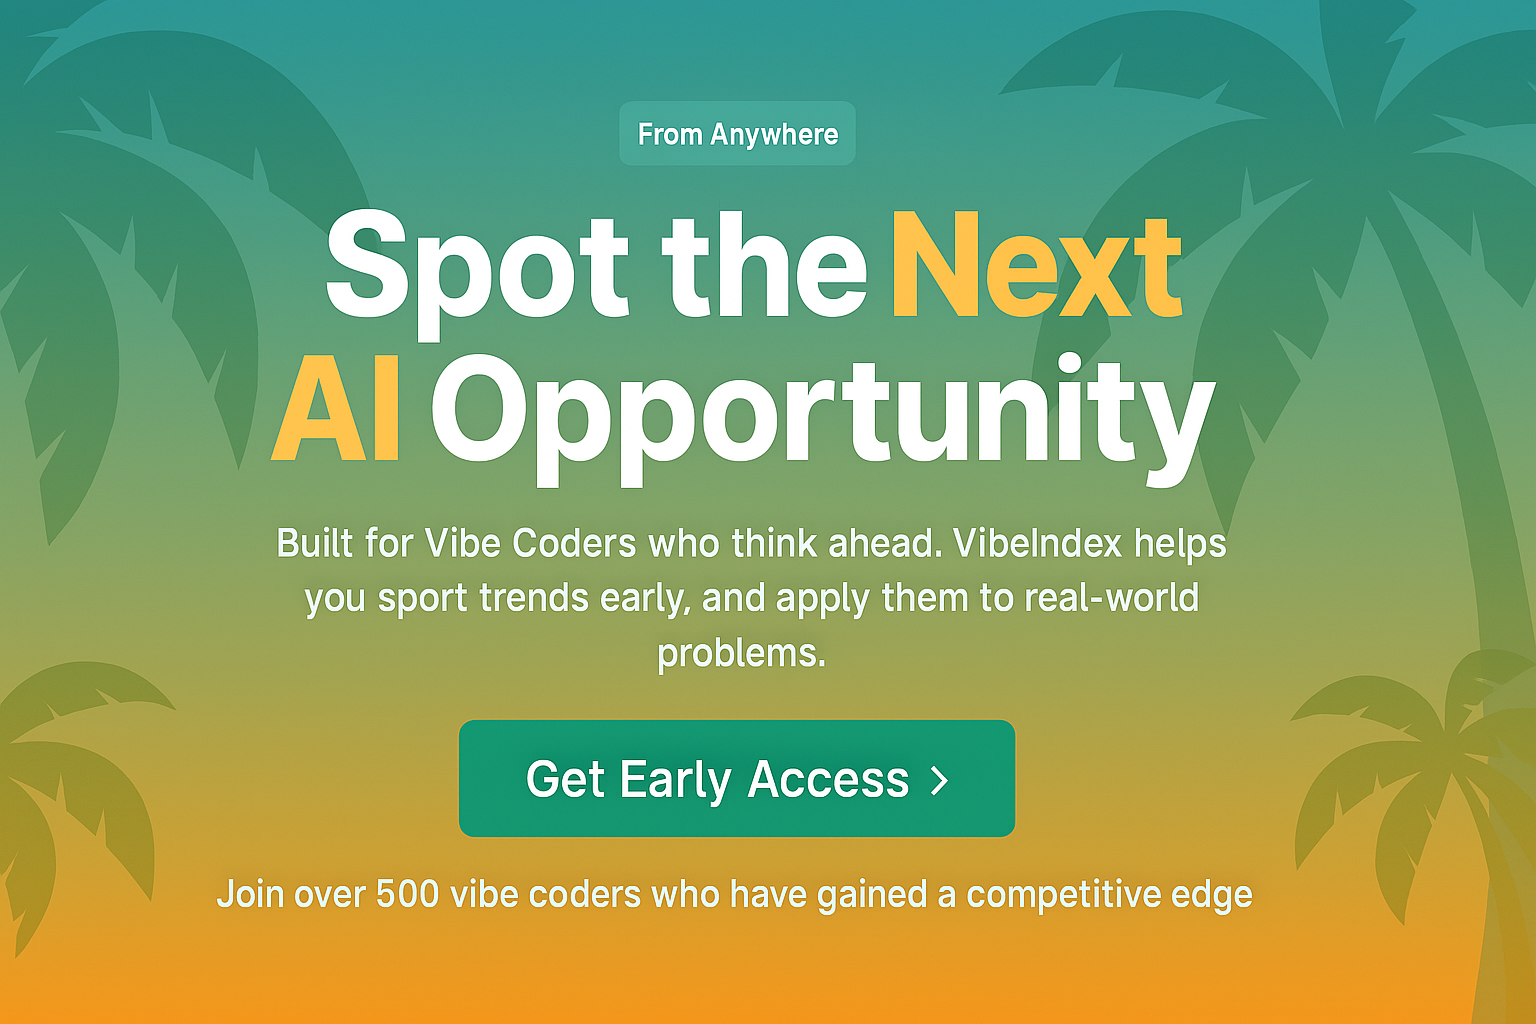 From Anywhere
Spot the Next
AI Opportunity
Built for Vibe Coders who think ahead. VibeIndex helps
you sport trends early, and apply them to real-world
problems.
Get Early Access >
Join over 500 vibe coders who have gained a competitive edge